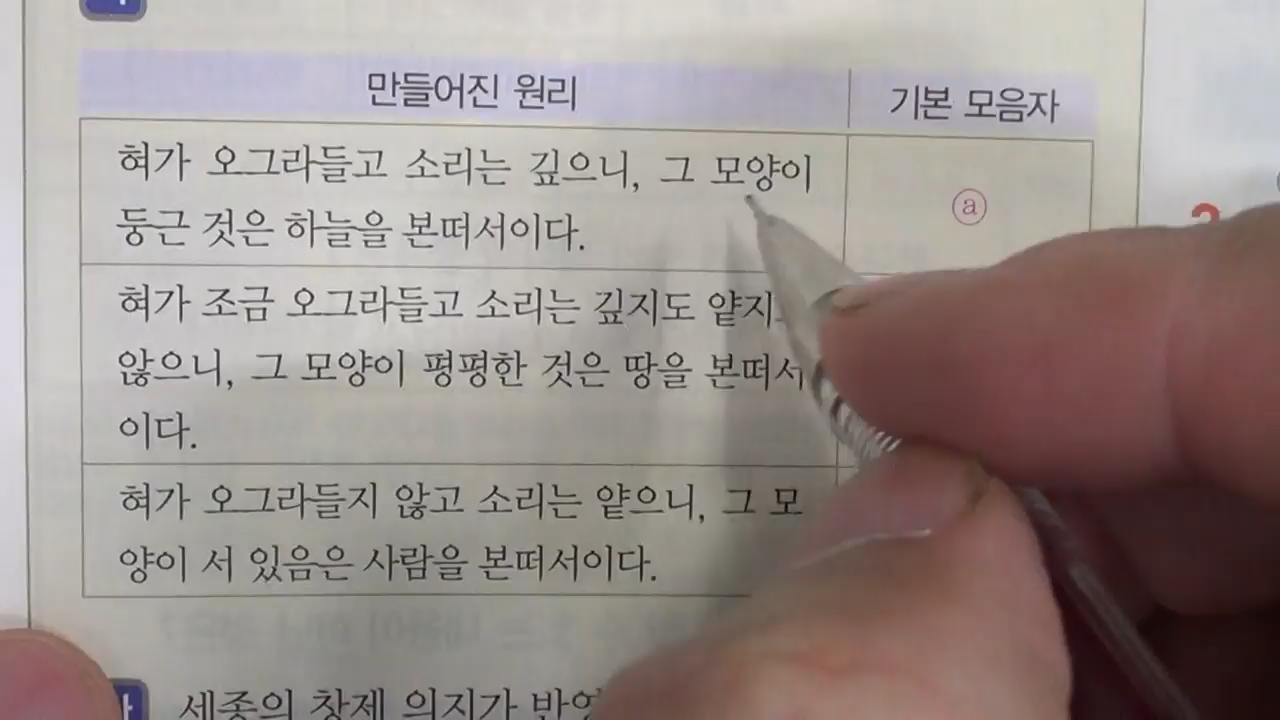 만들어진 원리
기본 모음자
혀가 오그라들고 소리는 깊으니, 그 모양이
둥근 것은 하늘을 본떠서이다.
ⓐ
혀가 조금 오그라들고 소리는 깊지도 얕지
않으니, 그 모양이 평평한 것은 땅을 본떠서
이다.
혀가 오그라들지 않고 소리는 얕으니, 그 모
양이 서 있음은 사람을 본떠서이다.
세종의 창제 의지가